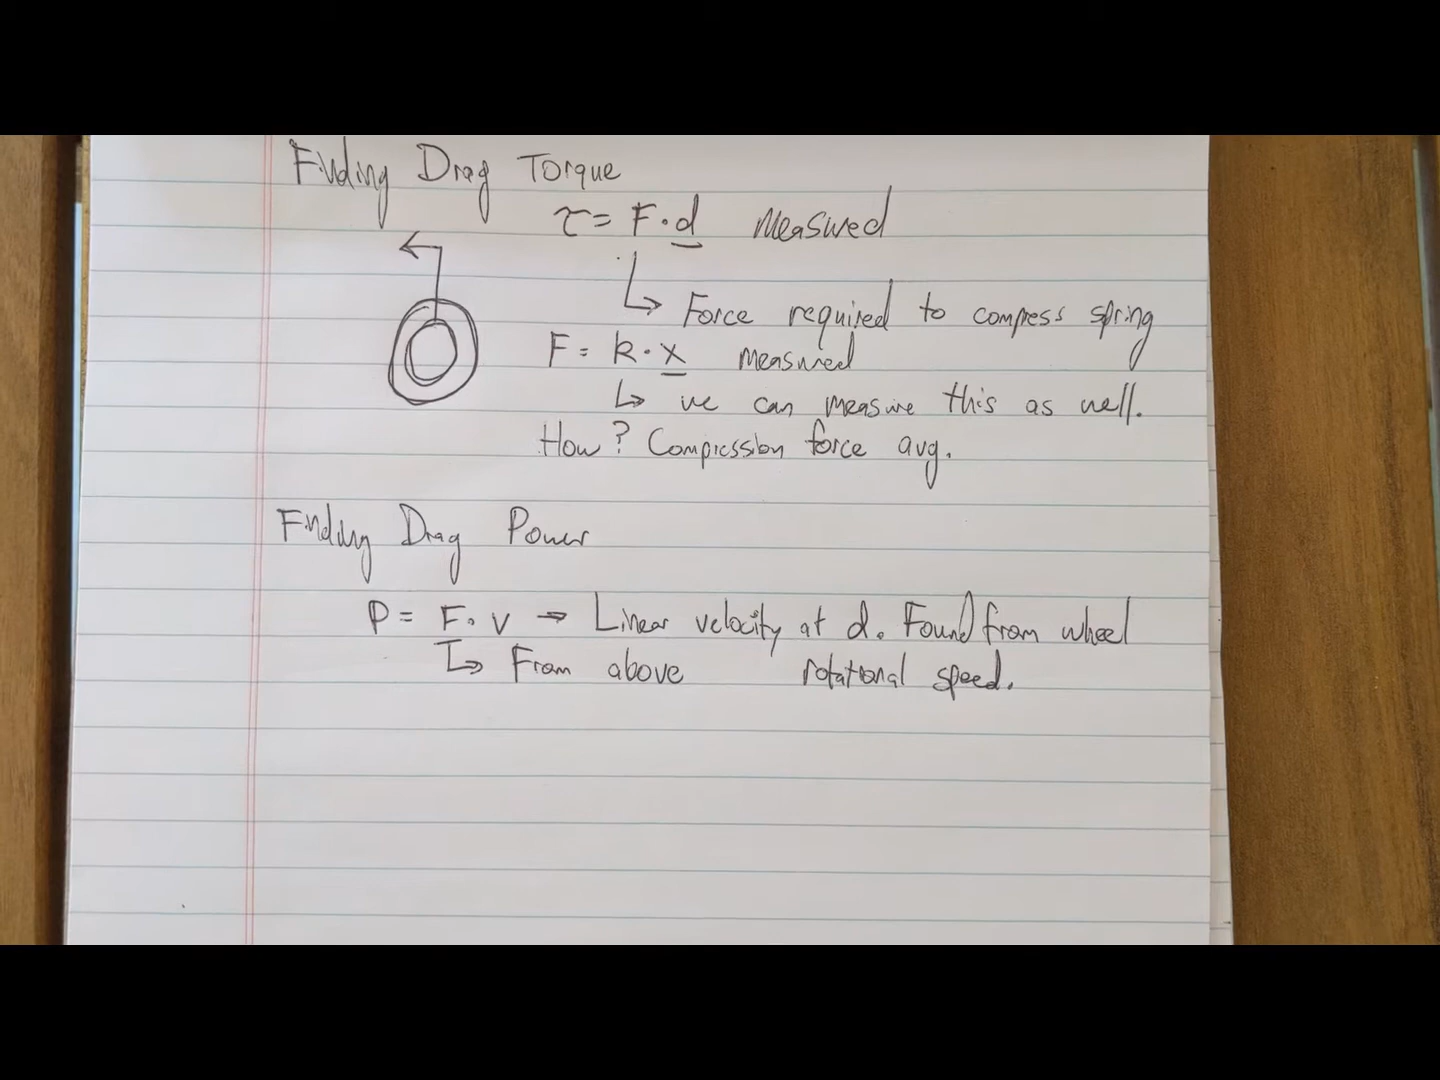 Finding Drag Torque
τ = F · d measured
↳ Force required to compress spring
F = k · x measured
↳ we can measure this as well.
How? Compression force avg.
Finding Drag Power
P = F · v → Linear velocity at d. Found from wheel
↳ From above rotational speed.